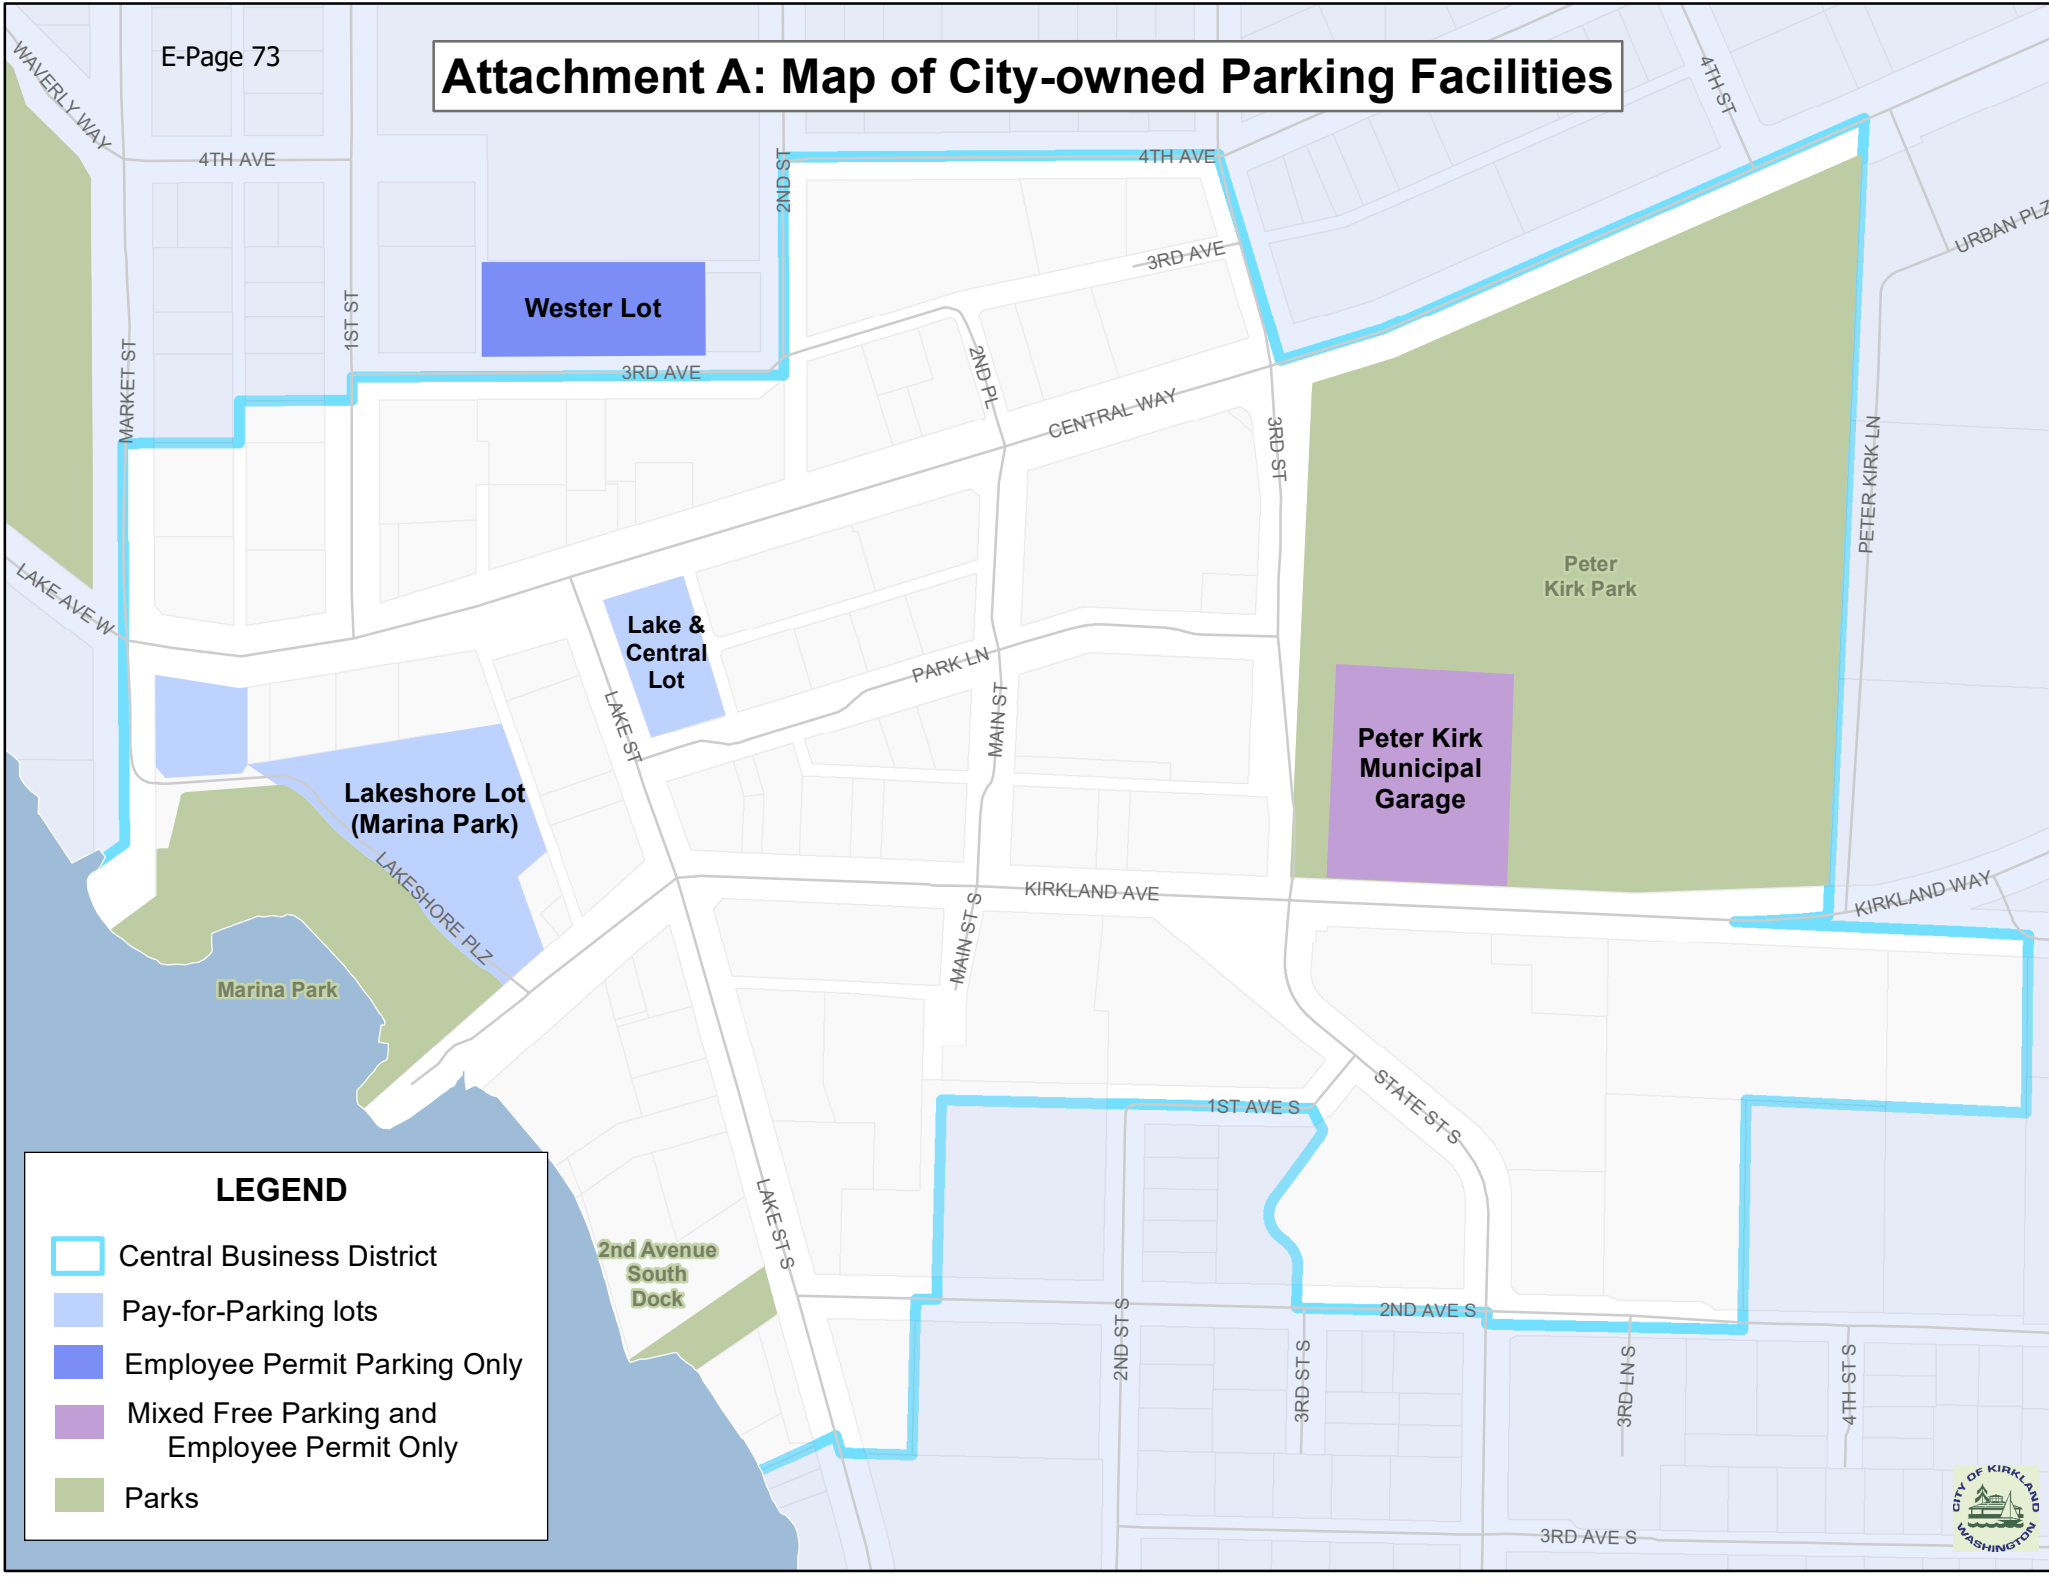 E-Page 73
Attachment A: Map of City-owned Parking Facilities
WAVERLY WAY
4TH AVE
2ND ST
4TH AVE
4TH ST
URBAN PLZ
3RD AVE
Wester Lot
1ST ST
MARKET ST
3RD AVE
2ND PL
CENTRAL WAY
3RD ST
PETER KIRK LN
Peter
Kirk Park
LAKE AVE W
Lake &
Central
Lot
PARK LN
LAKE ST
MAIN ST
Peter Kirk
Municipal
Garage
Lakeshore Lot
(Marina Park)
LAKESHORE PLZ
KIRKLAND AVE
KIRKLAND WAY
MAIN ST S
Marina Park
1ST AVE S
STATE ST S
LAKE ST S
2nd Avenue
South
Dock
2ND AVE S
2ND ST S
3RD ST S
3RD LN S
4TH ST S
3RD AVE S
LEGEND
Central Business District
Pay-for-Parking lots
Employee Permit Parking Only
Mixed Free Parking and
Employee Permit Only
Parks
CITY OF KIRKLAND
WASHINGTON